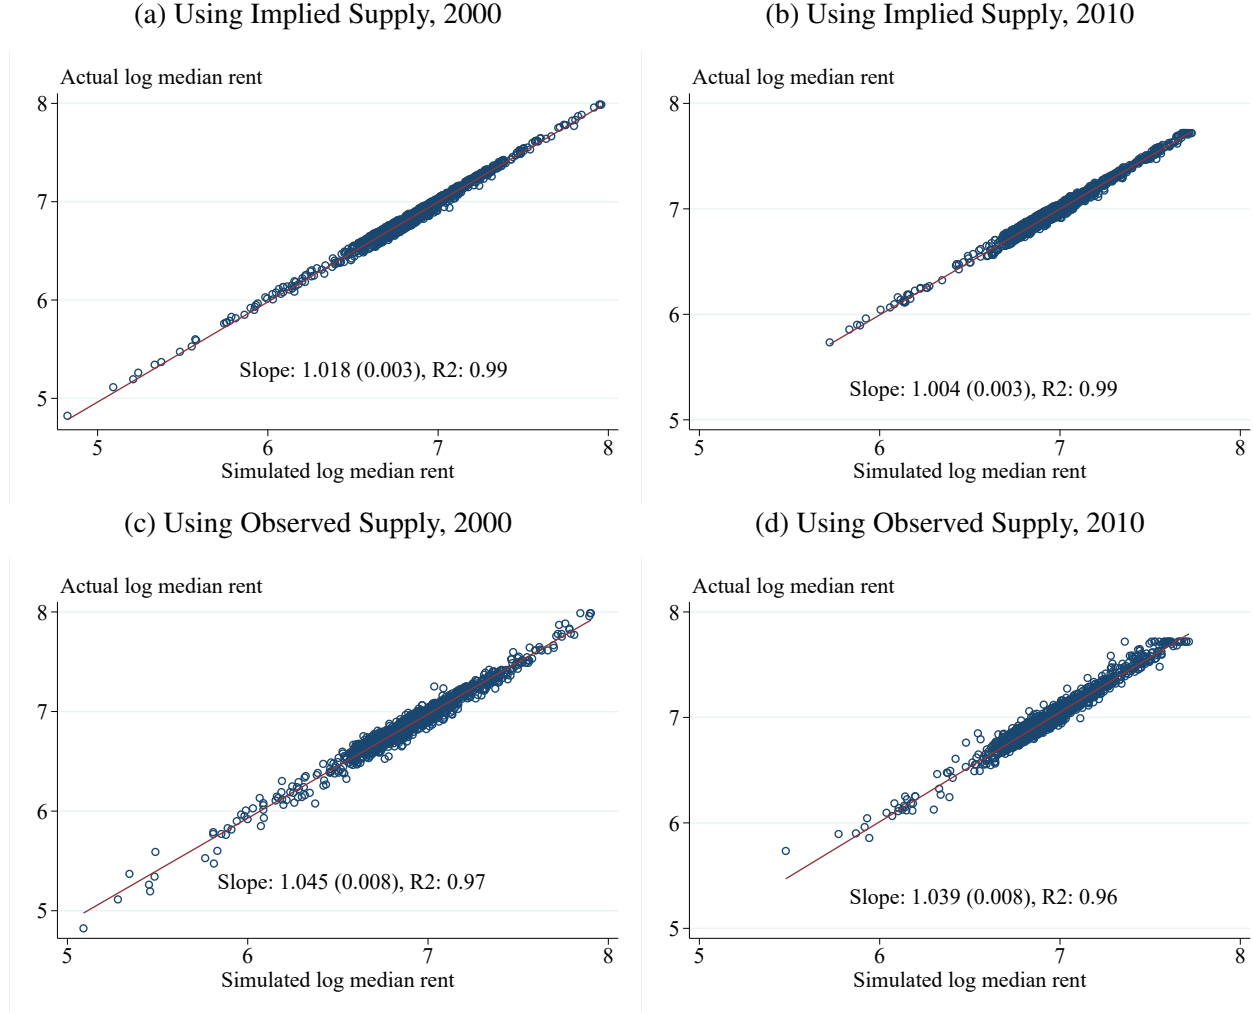 (a) Using Implied Supply, 2000
Actual log median rent
8
7
6
5
Slope: 1.018 (0.003), R2: 0.99
5 6 7 8
Simulated log median rent
(b) Using Implied Supply, 2010
Actual log median rent
8
7
6
5
Slope: 1.004 (0.003), R2: 0.99
5 6 7 8
Simulated log median rent
(c) Using Observed Supply, 2000
Actual log median rent
8
7
6
5
Slope: 1.045 (0.008), R2: 0.97
5 6 7 8
Simulated log median rent
(d) Using Observed Supply, 2010
Actual log median rent
8
7
6
5
Slope: 1.039 (0.008), R2: 0.96
5 6 7 8
Simulated log median rent